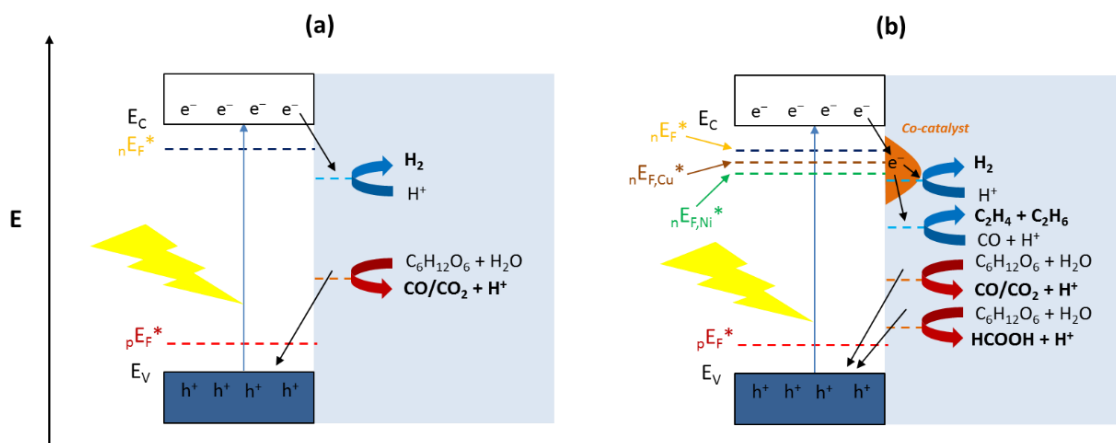 (a)
E
E_C
e⁻ e⁻ e⁻ e⁻
ₙE_F*
H₂
H⁺
C₆H₁₂O₆ + H₂O
CO/CO₂ + H⁺
ₚE_F*
E_V
h⁺ h⁺ h⁺ h⁺
(b)
e⁻ e⁻ e⁻ e⁻
E_C
Co-catalyst
ₙE_F*
ₙE_F,Cu*
ₙE_F,Ni*
e⁻
H₂
H⁺
C₂H₄ + C₂H₆
CO + H⁺
C₆H₁₂O₆ + H₂O
CO/CO₂ + H⁺
C₆H₁₂O₆ + H₂O
HCOOH + H⁺
ₚE_F*
E_V
h⁺ h⁺ h⁺ h⁺